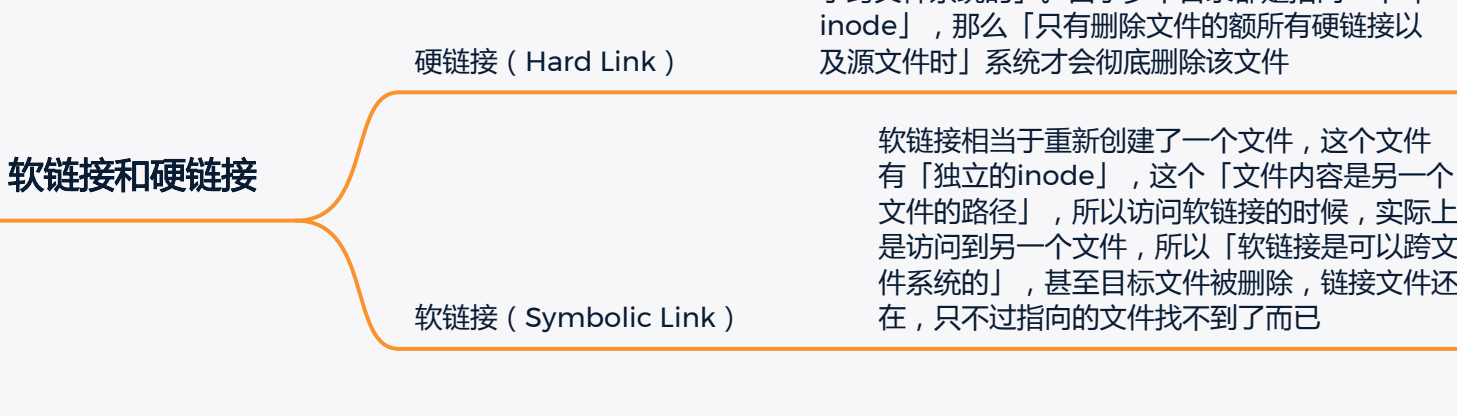 inode」，那么「只有删除文件的额所有硬链接以
及源文件时」系统才会彻底删除该文件
硬链接（Hard Link）
软链接和硬链接
软链接相当于重新创建了一个文件，这个文件
有「独立的inode」，这个「文件内容是另一个
文件的路径」，所以访问软链接的时候，实际上
是访问到另一个文件，所以「软链接是可以跨文
件系统的」，甚至目标文件被删除，链接文件还
在，只不过指向的文件找不到了而已
软链接（Symbolic Link）